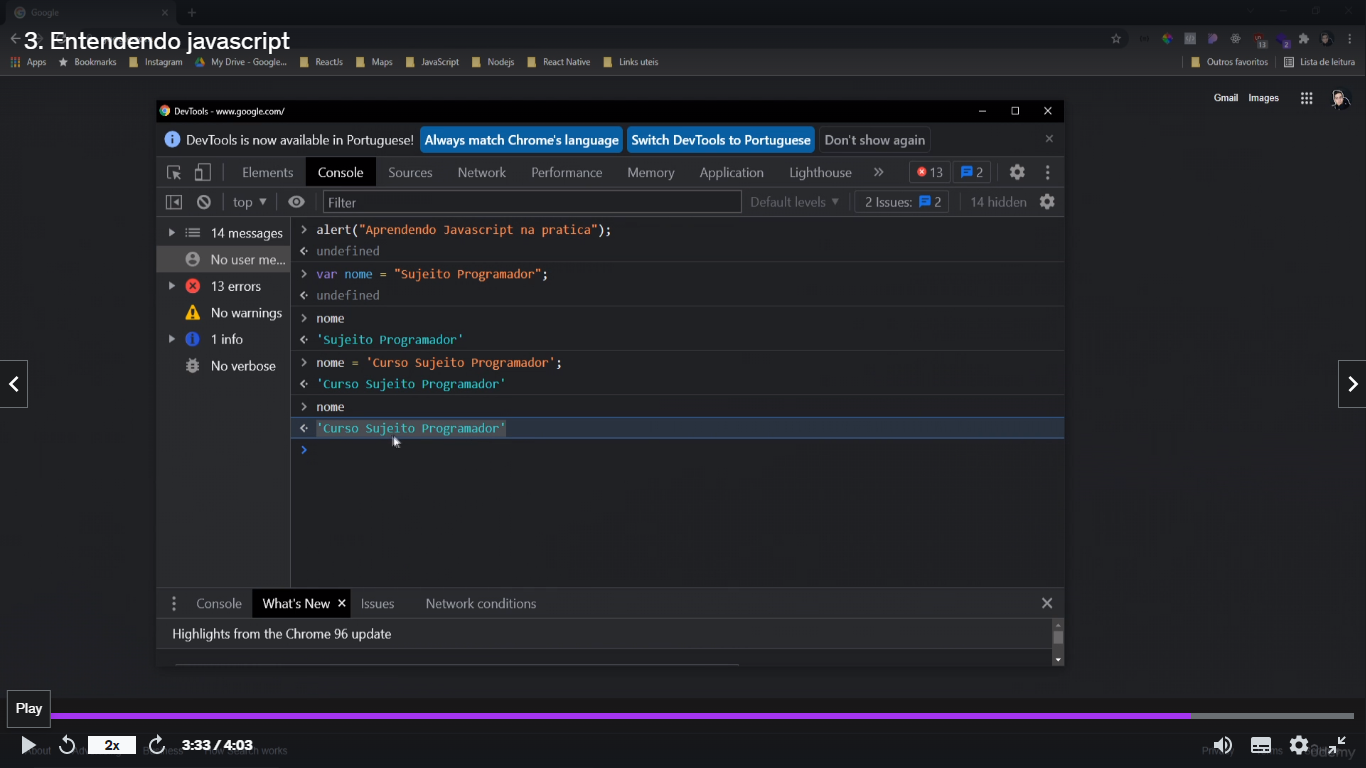 Google
3. Entendendo javascript
Apps Bookmarks Instagram My Drive - Google... ReactJs Maps JavaScript Nodejs React Native Links uteis Outros favoritos Lista de leitura
Gmail Images
DevTools - www.google.com/
DevTools is now available in Portuguese! Always match Chrome's language Switch DevTools to Portuguese Don't show again
Elements Console Sources Network Performance Memory Application Lighthouse » 13 2
top ▼ Filter Default levels ▼ 2 Issues: 2 14 hidden
14 messages
No user me...
13 errors
No warnings
1 info
No verbose
> alert("Aprendendo Javascript na pratica");
undefined
> var nome = "Sujeito Programador";
undefined
> nome
'Sujeito Programador'
> nome = 'Curso Sujeito Programador';
'Curso Sujeito Programador'
> nome
'Curso Sujeito Programador'
>
Console What's New × Issues Network conditions
Highlights from the Chrome 96 update
Play
2x 3:33 / 4:03
udemy